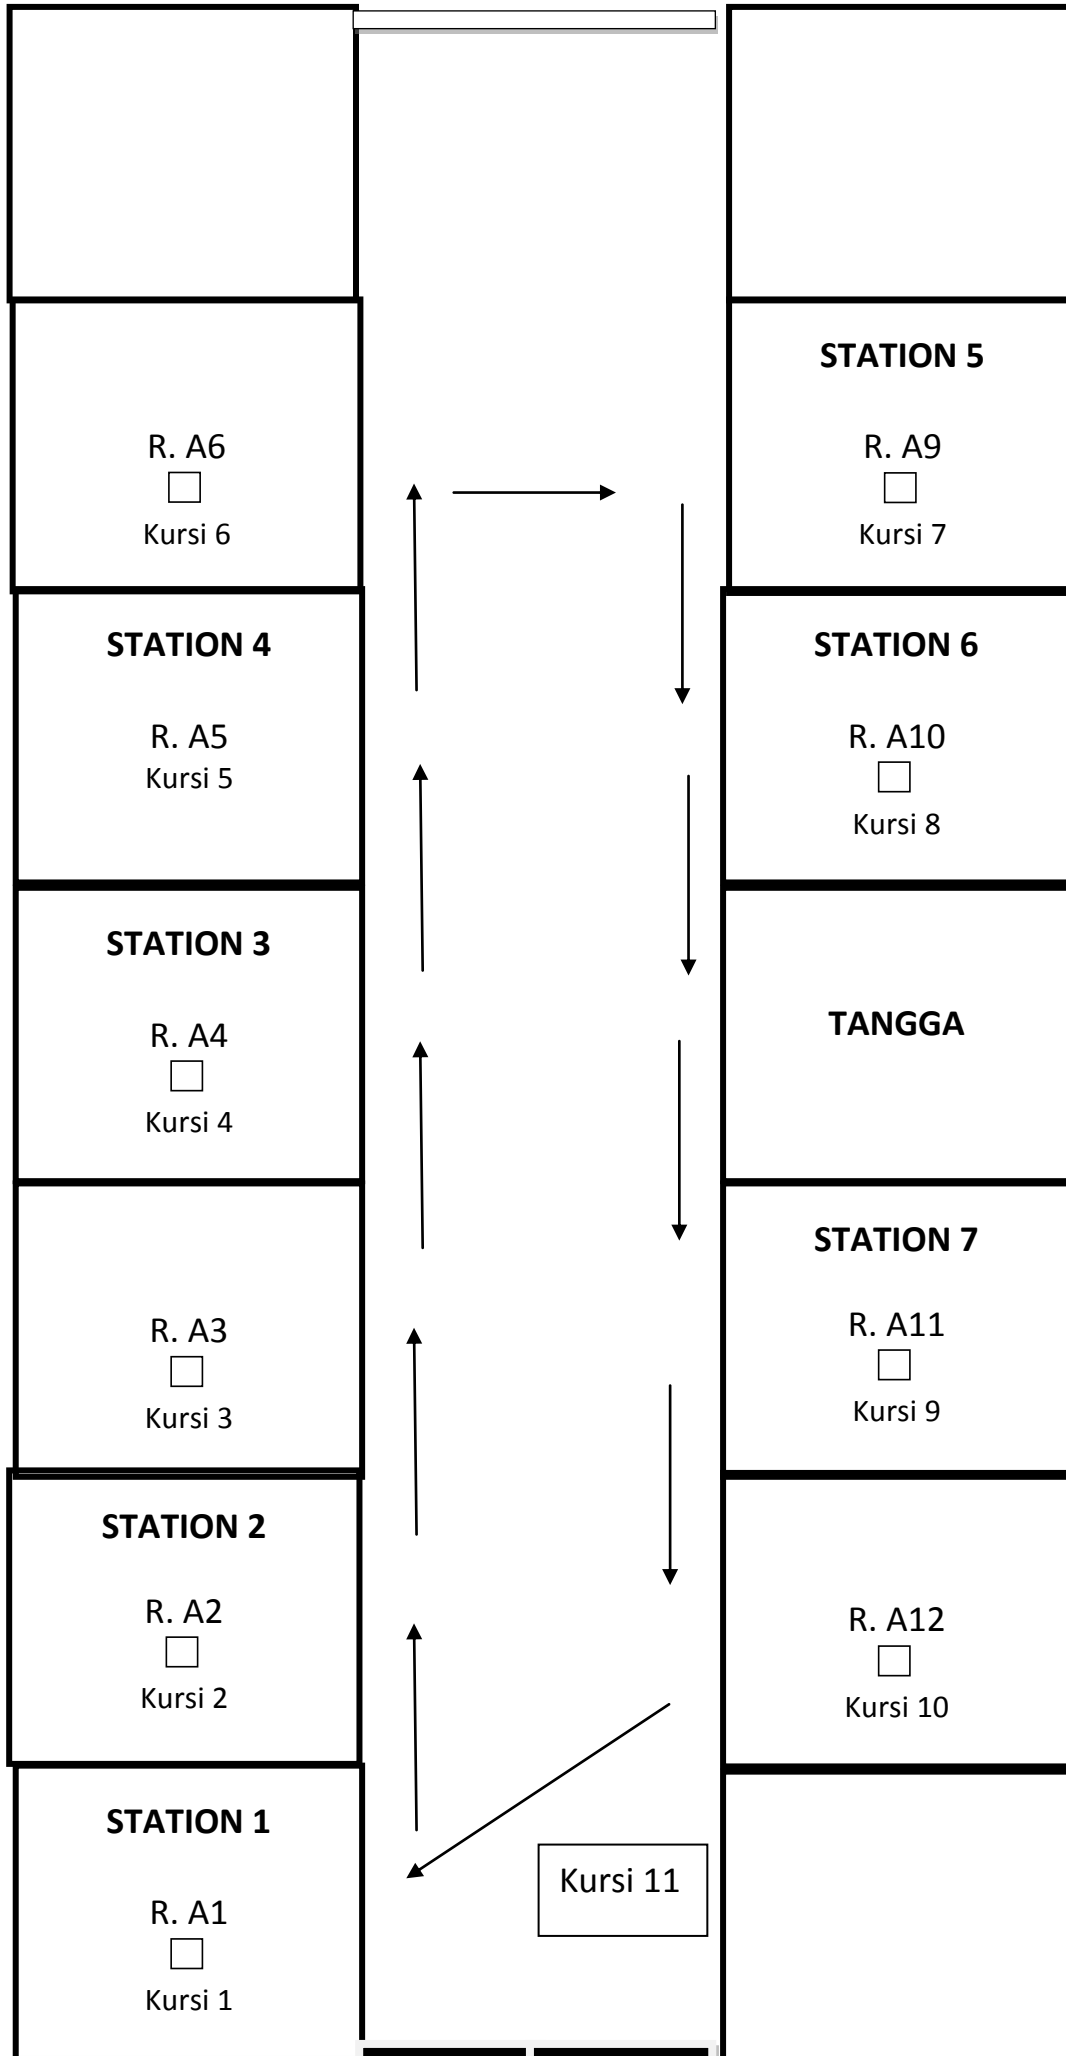 R. A6
Kursi 6
STATION 4
R. A5
Kursi 5
STATION 3
R. A4
Kursi 4
R. A3
Kursi 3
STATION 2
R. A2
Kursi 2
STATION 1
R. A1
Kursi 1
Kursi 11
STATION 5
R. A9
Kursi 7
STATION 6
R. A10
Kursi 8
TANGGA
STATION 7
R. A11
Kursi 9
R. A12
Kursi 10